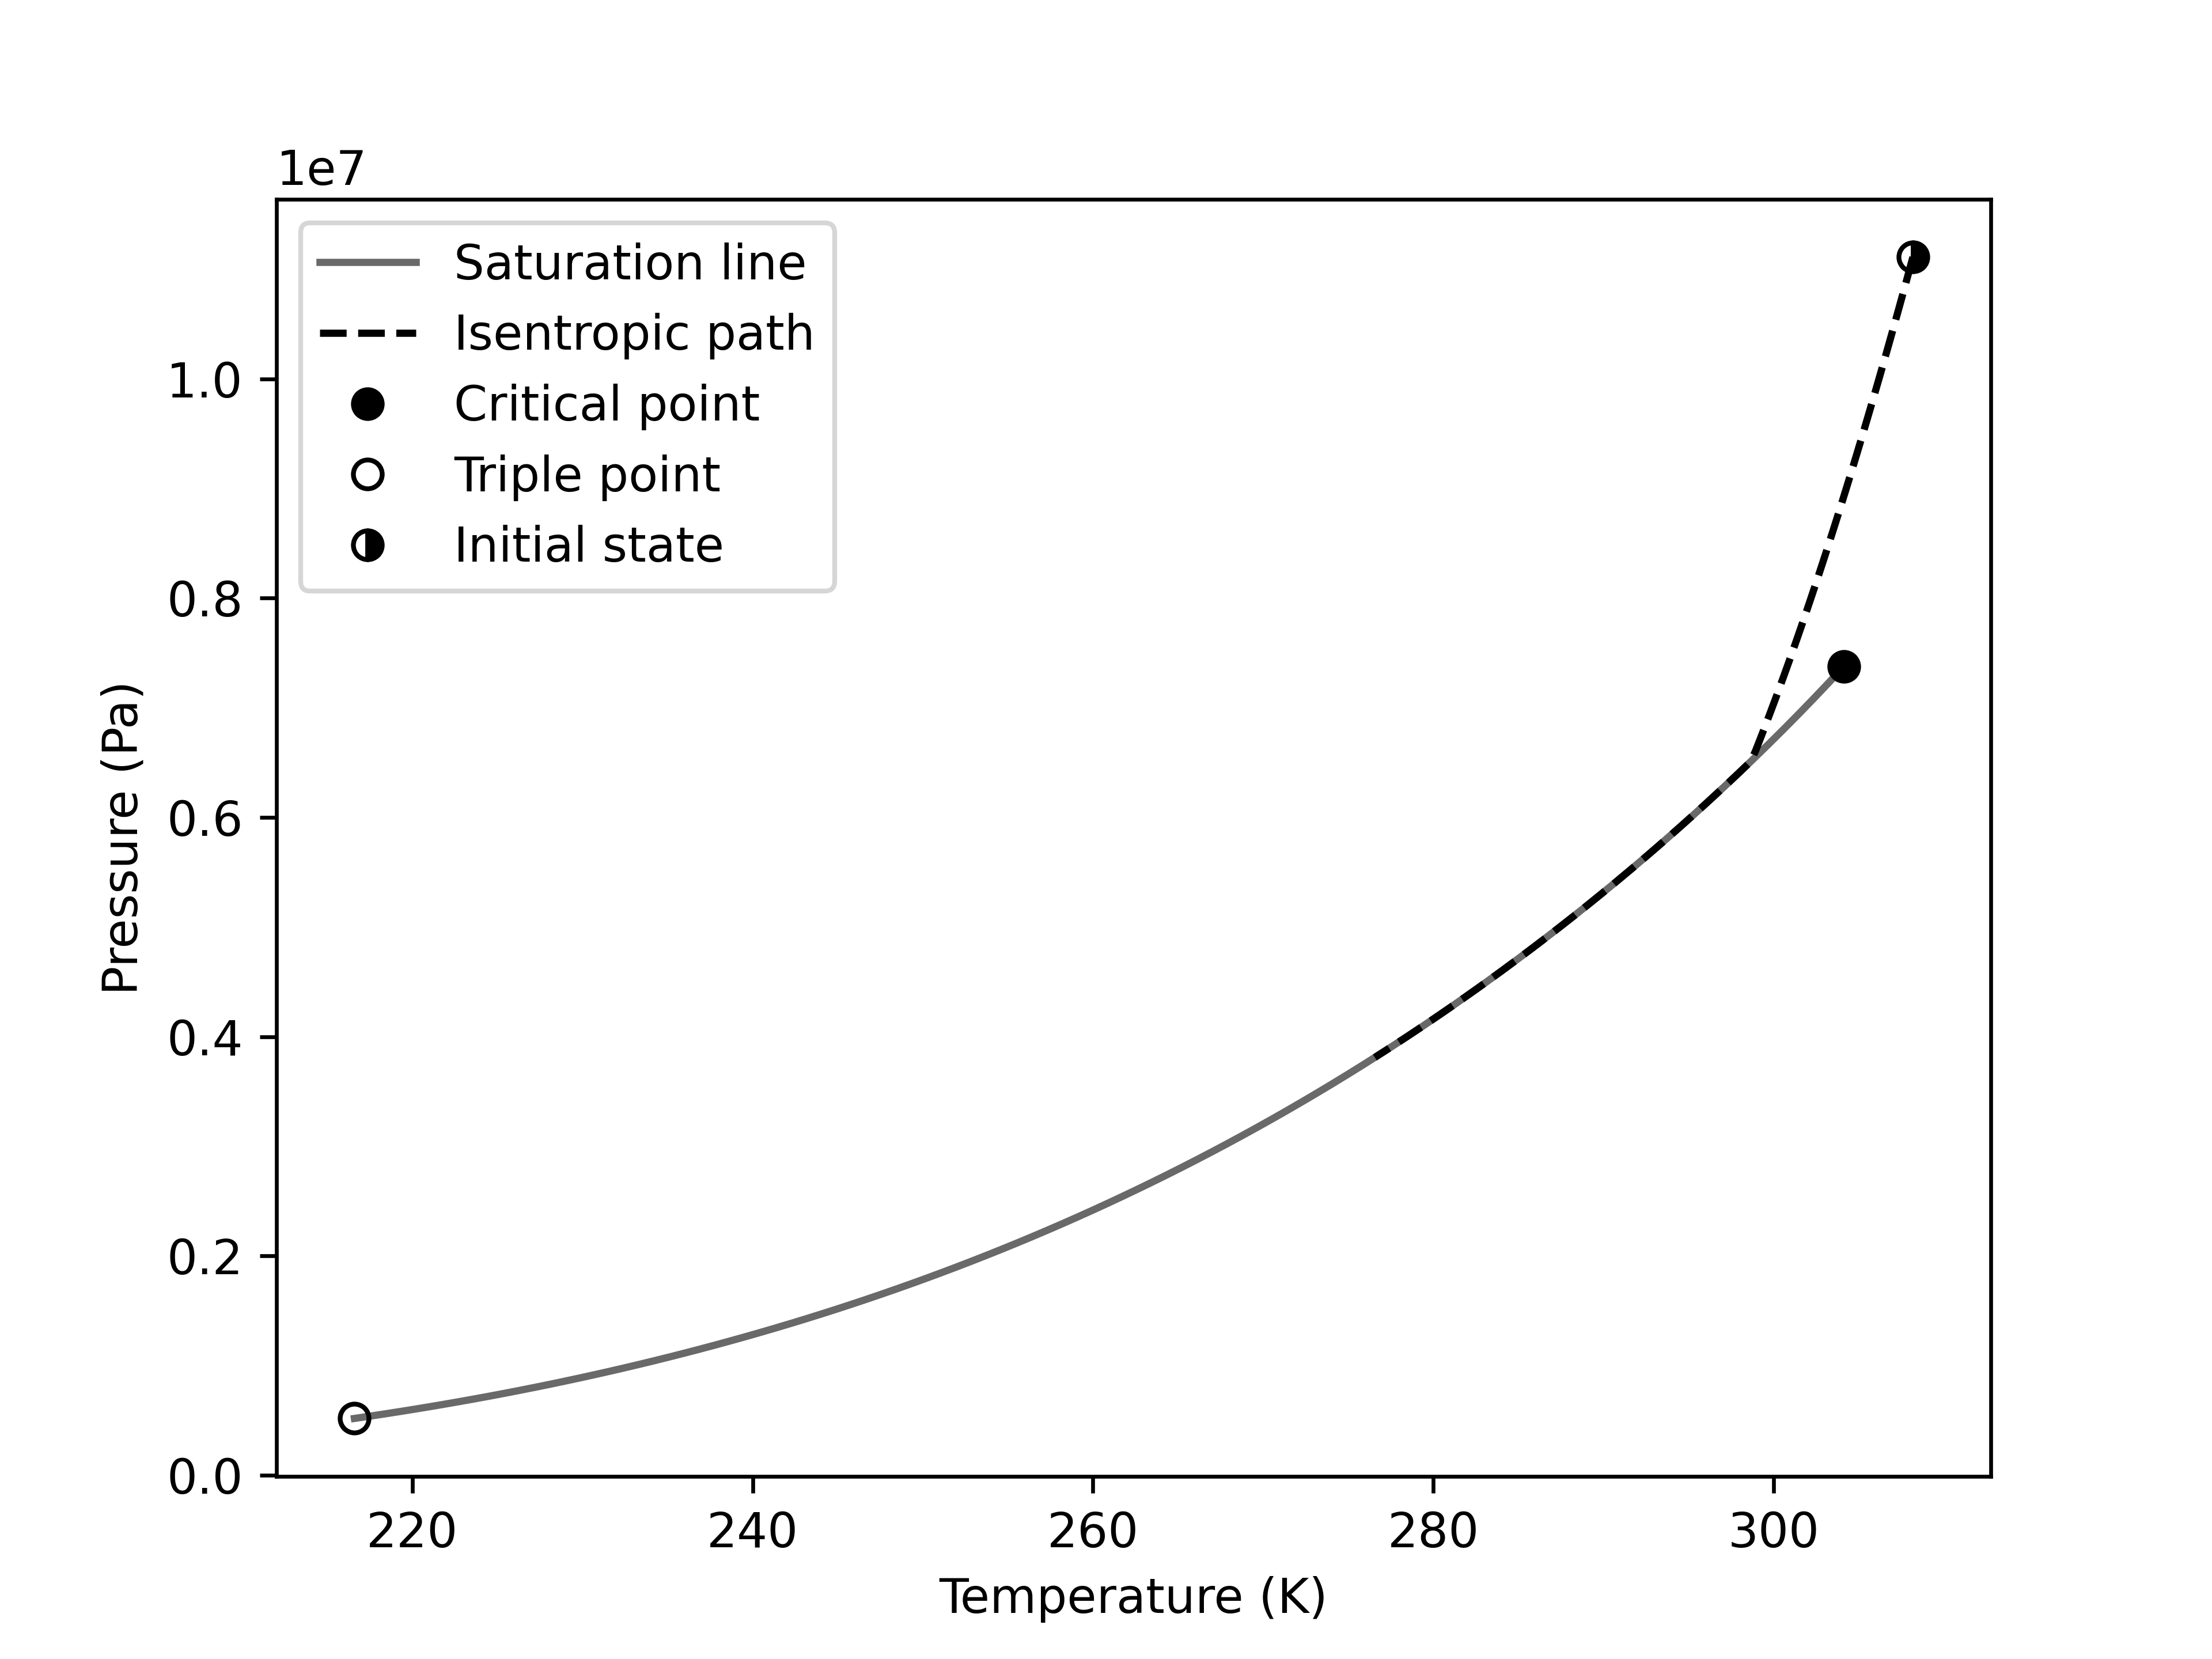 1e7
Saturation line
Isentropic path
Critical point
Triple point
Initial state
1.0
0.8
0.6
0.4
0.2
0.0
Pressure (Pa)
220 240 260 280 300
Temperature (K)